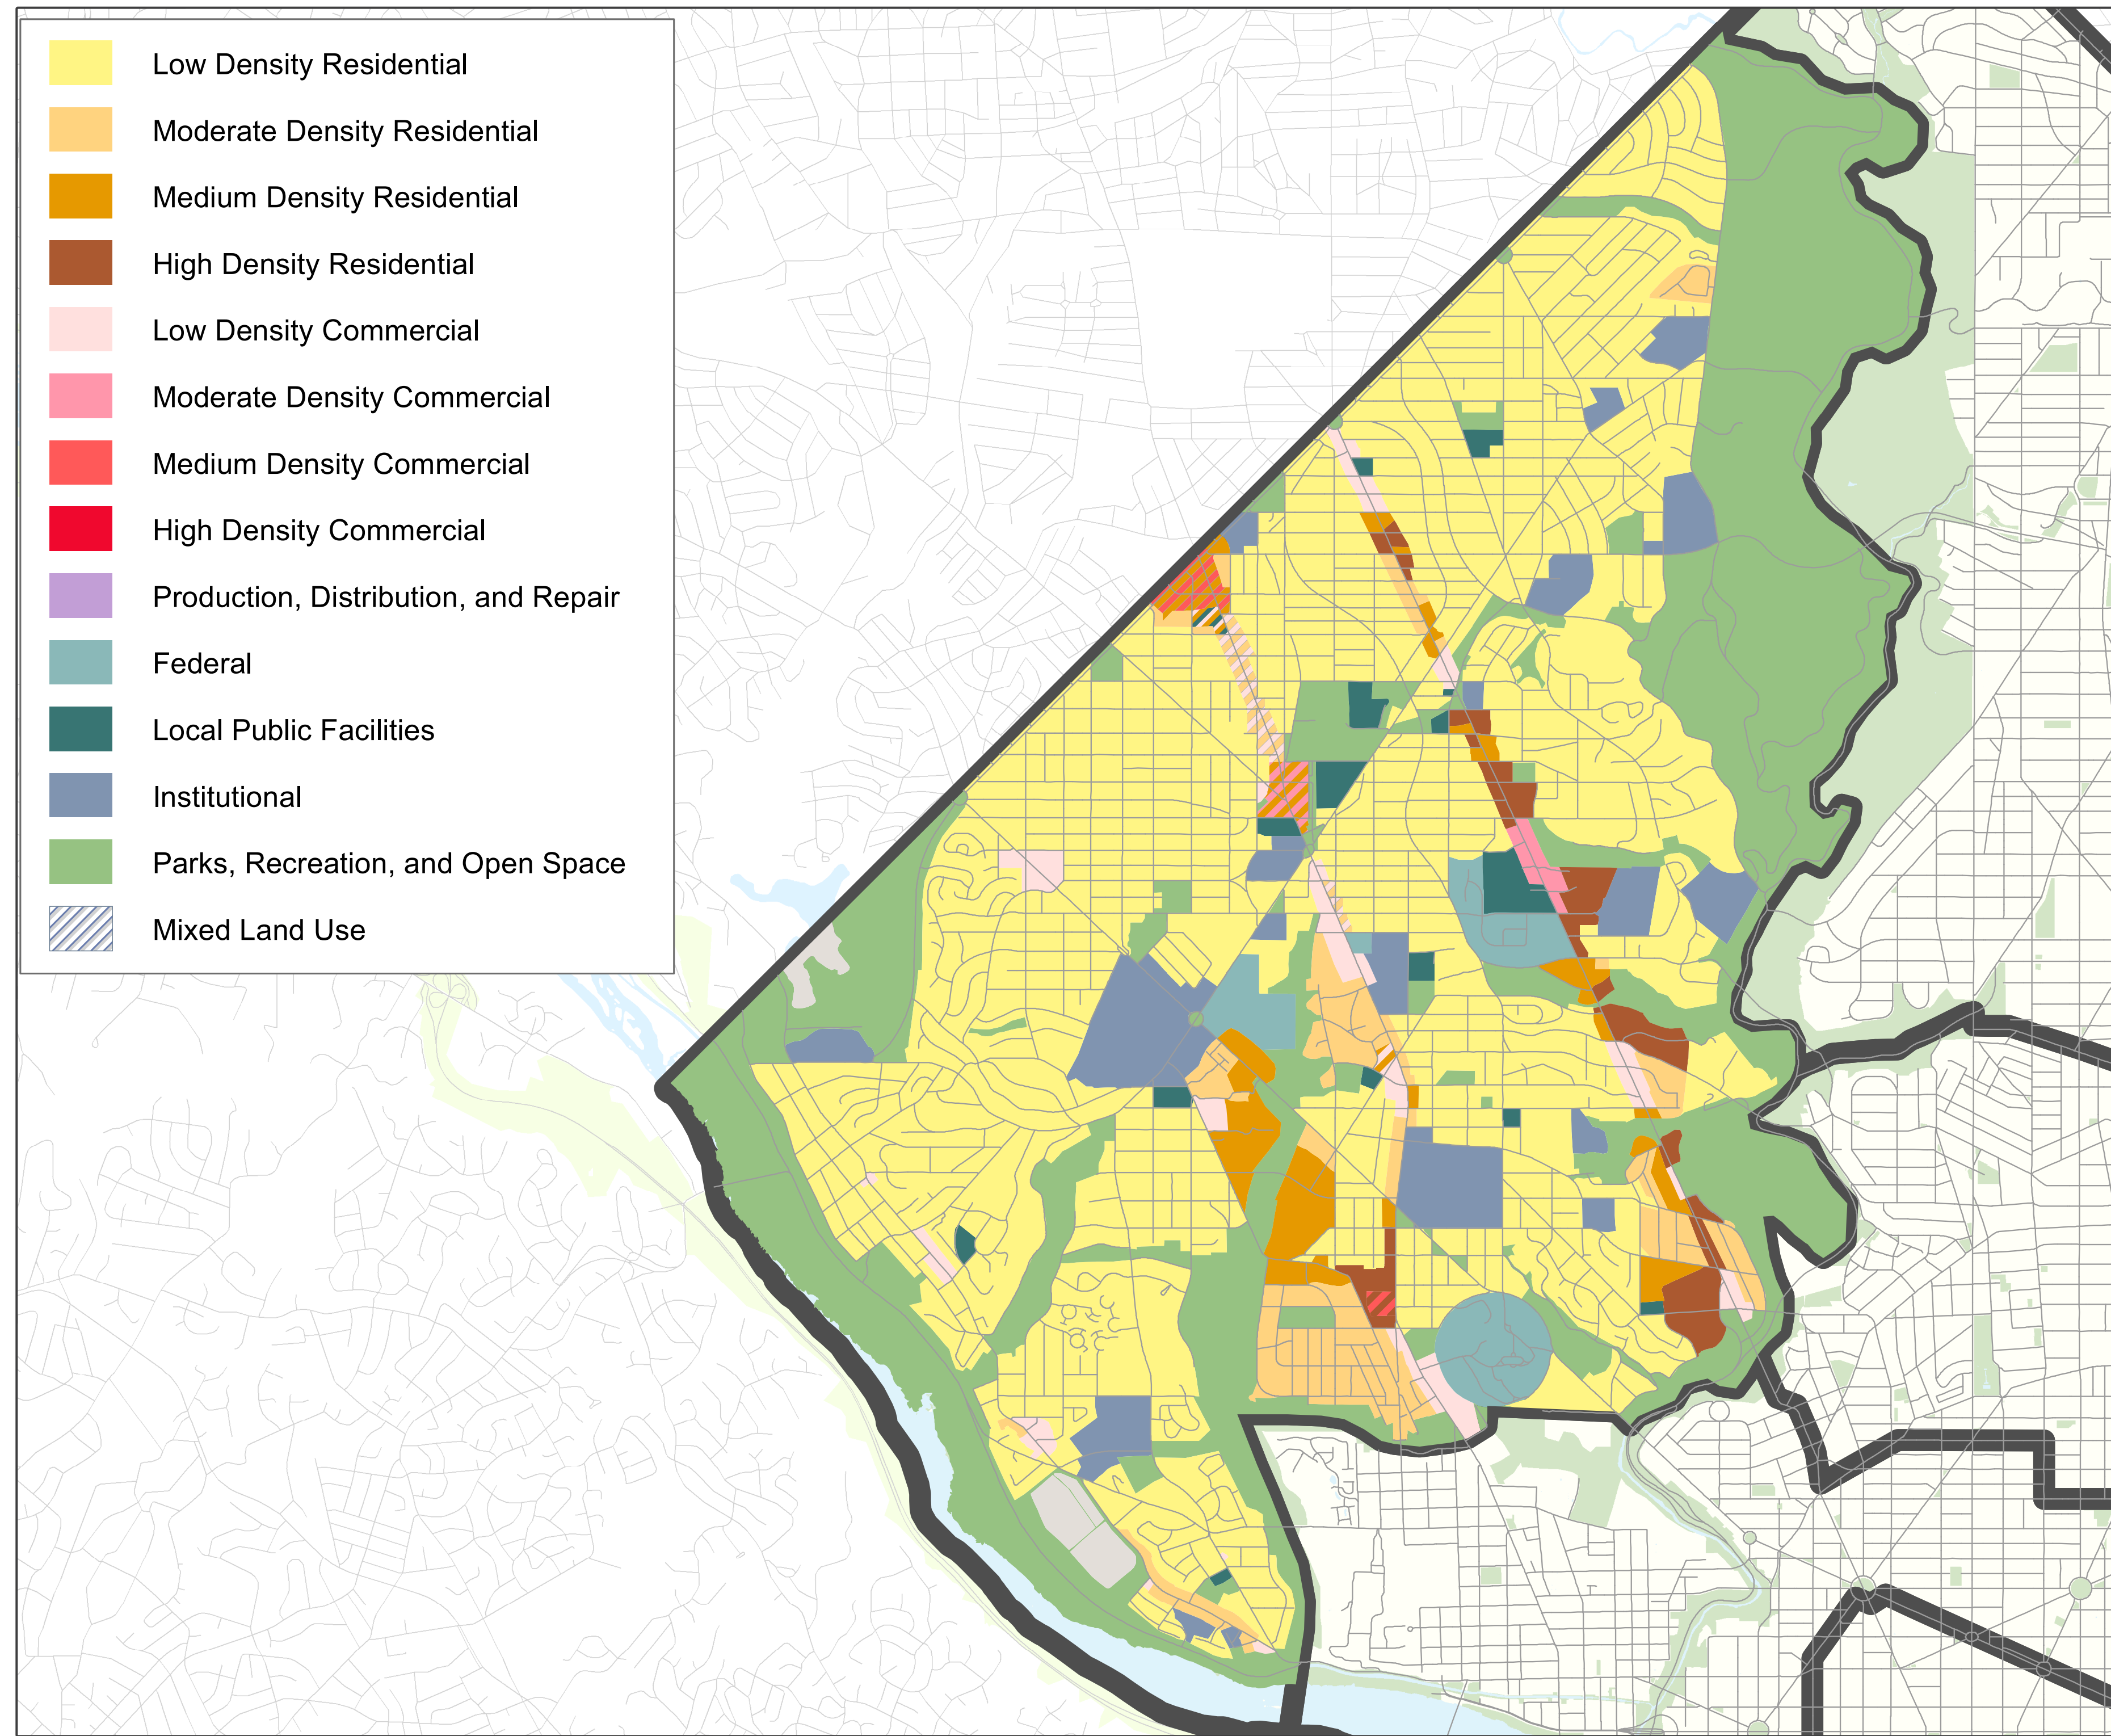 Low Density Residential
Moderate Density Residential
Medium Density Residential
High Density Residential
Low Density Commercial
Moderate Density Commercial
Medium Density Commercial
High Density Commercial
Production, Distribution, and Repair
Federal
Local Public Facilities
Institutional
Parks, Recreation, and Open Space
Mixed Land Use